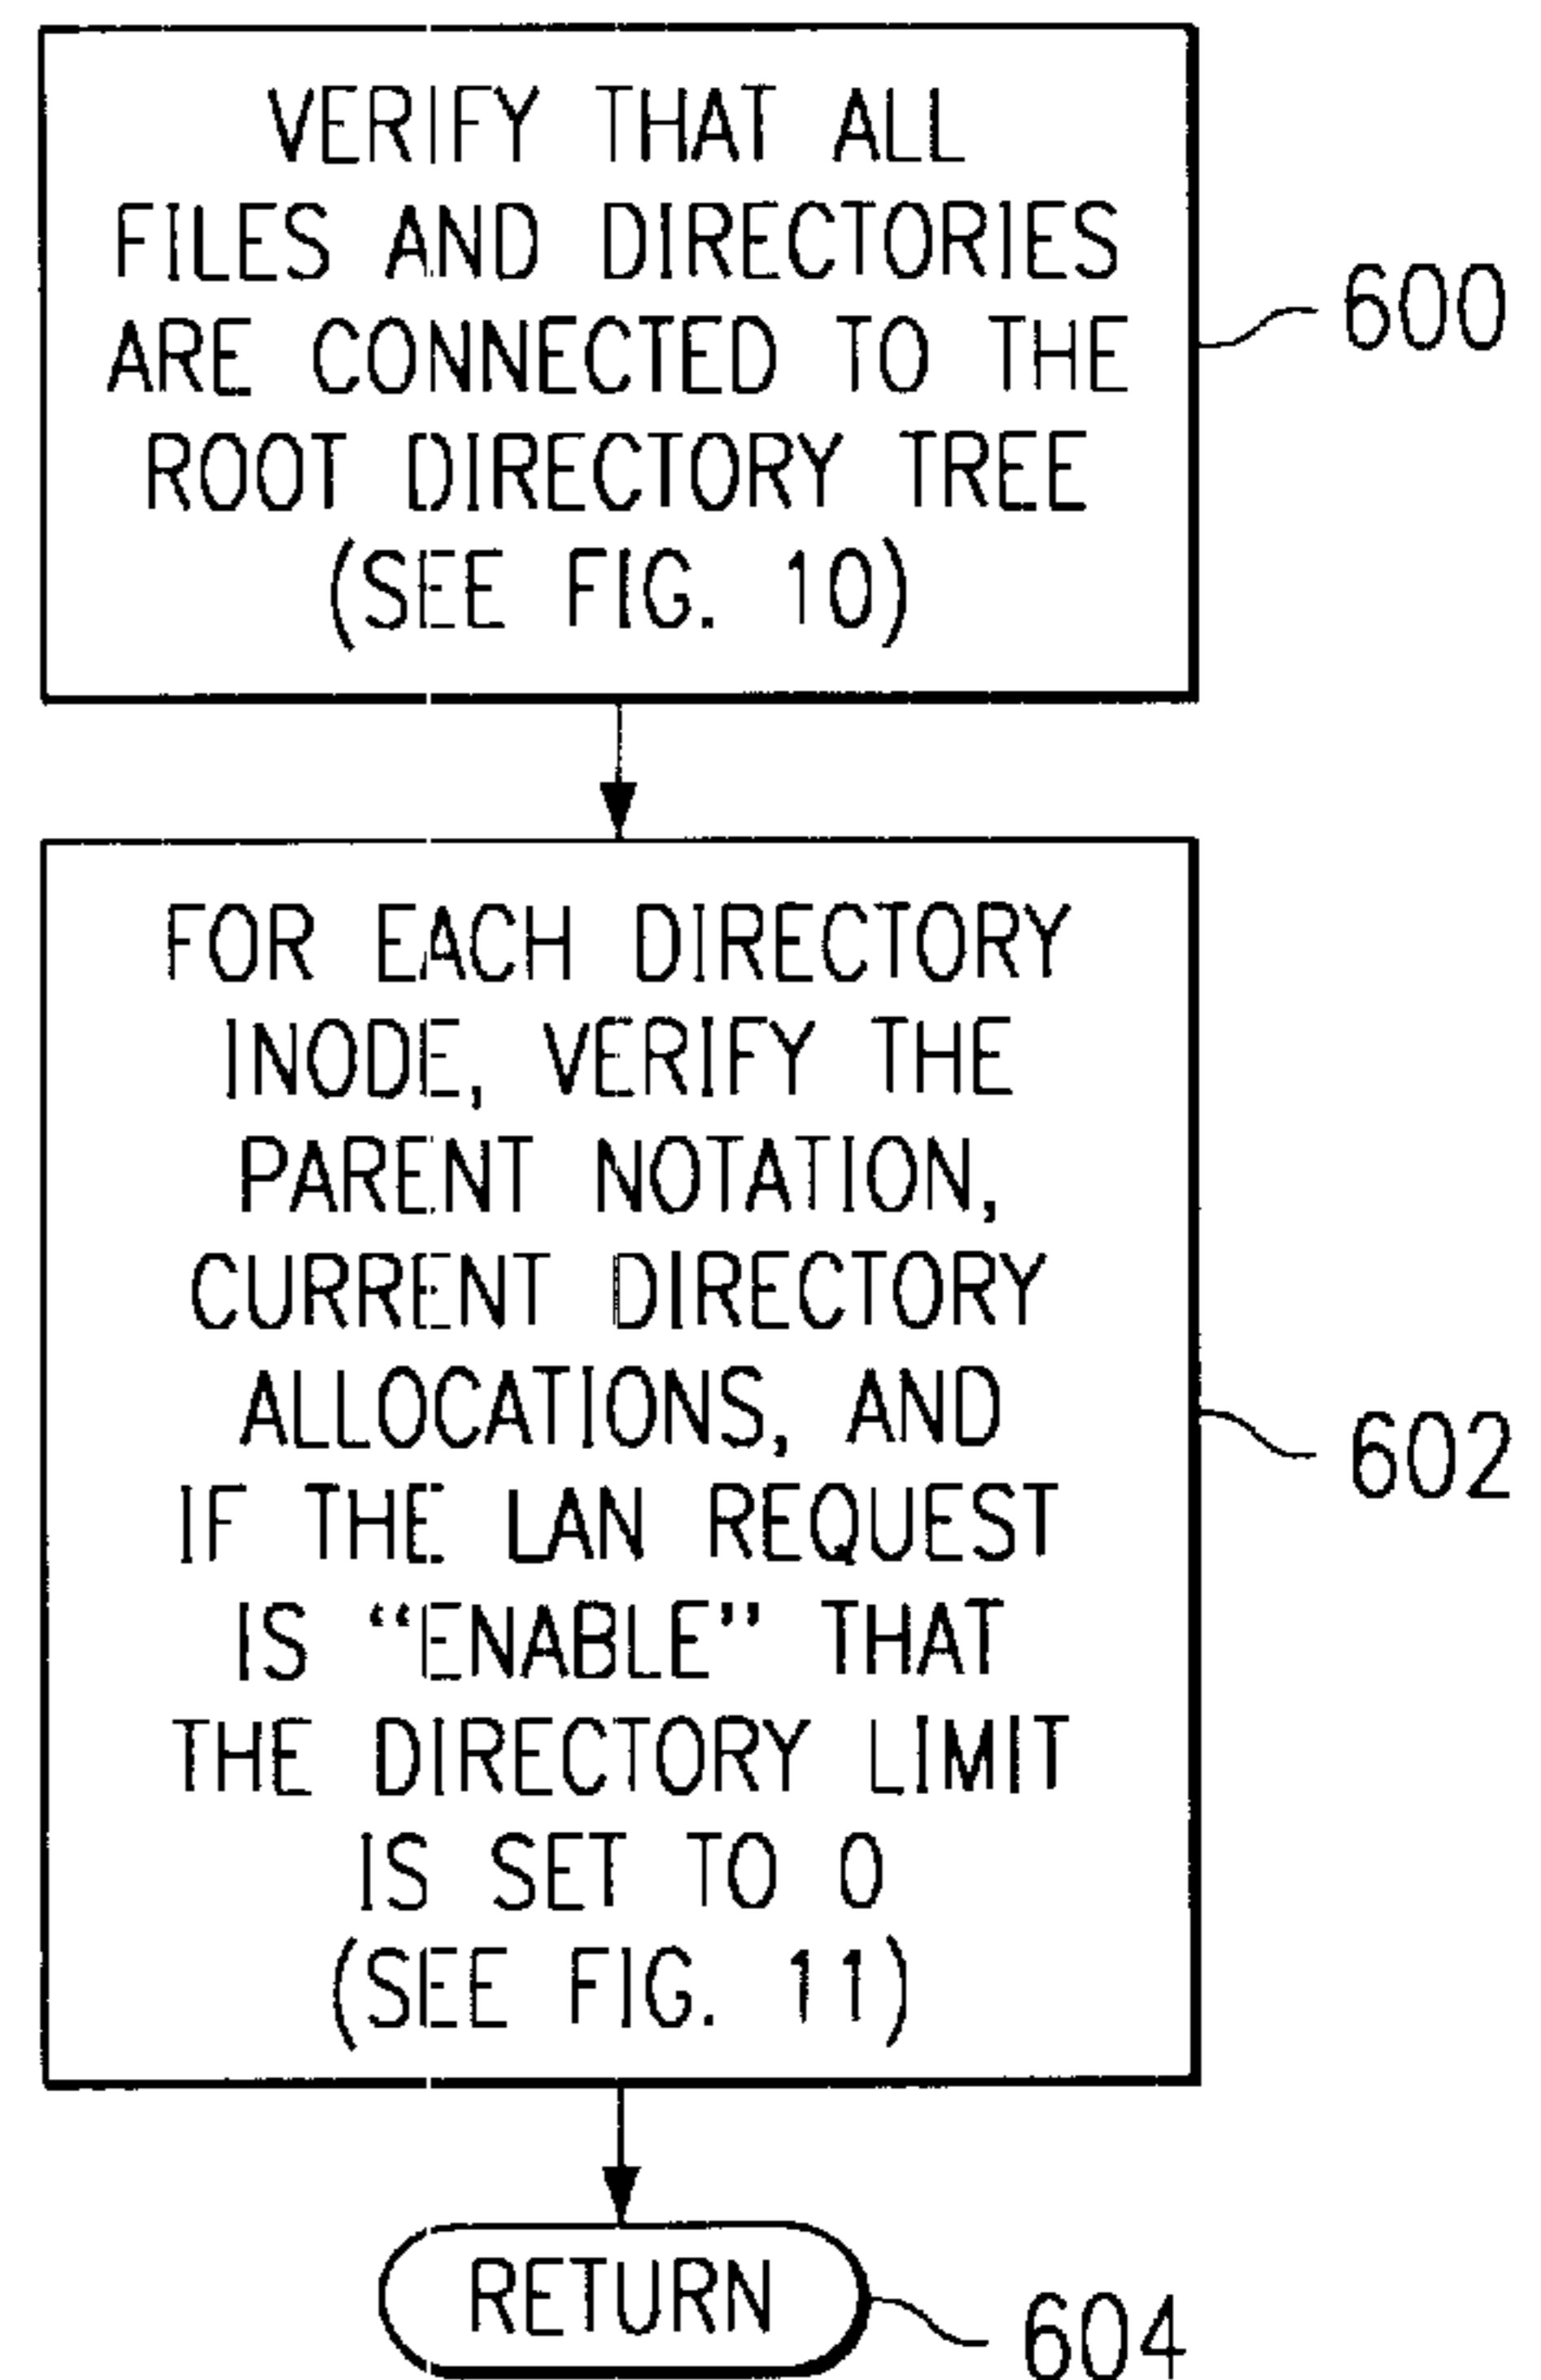 VERIFY THAT ALL
FILES AND DIRECTORIES
ARE CONNECTED TO THE
ROOT DIRECTORY TREE
(SEE FIG. 10)
600
FOR EACH DIRECTORY
INODE, VERIFY THE
PARENT NOTATION,
CURRENT DIRECTORY
ALLOCATIONS, AND
IF THE LAN REQUEST
IS “ENABLE” THAT
THE DIRECTORY LIMIT
IS SET TO 0
(SEE FIG. 11)
602
RETURN
604